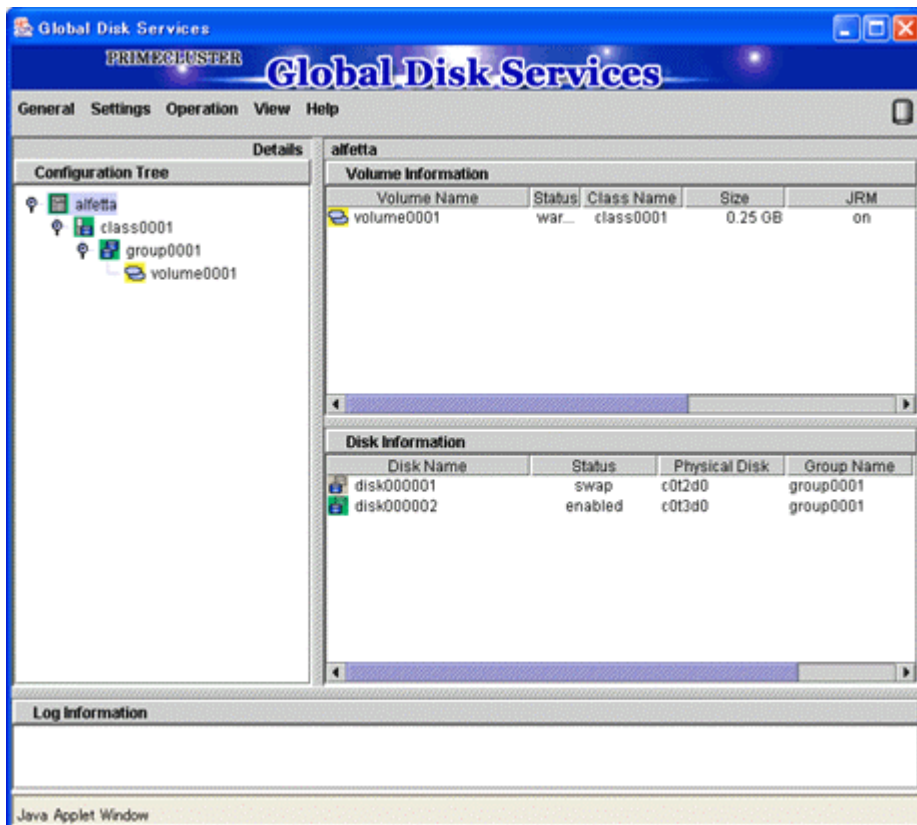 Global Disk Services
PRIMECLUSTER
Global Disk Services
General Settings Operation View Help
Details
Configuration Tree
alfetta
class0001
group0001
volume0001
alfetta
Volume Information
Volume Name Status Class Name Size JRM
volume0001 war... class0001 0.25 GB on
Disk Information
Disk Name Status Physical Disk Group Name
disk000001 swap c0t2d0 group0001
disk000002 enabled c0t3d0 group0001
Log Information
Java Applet Window